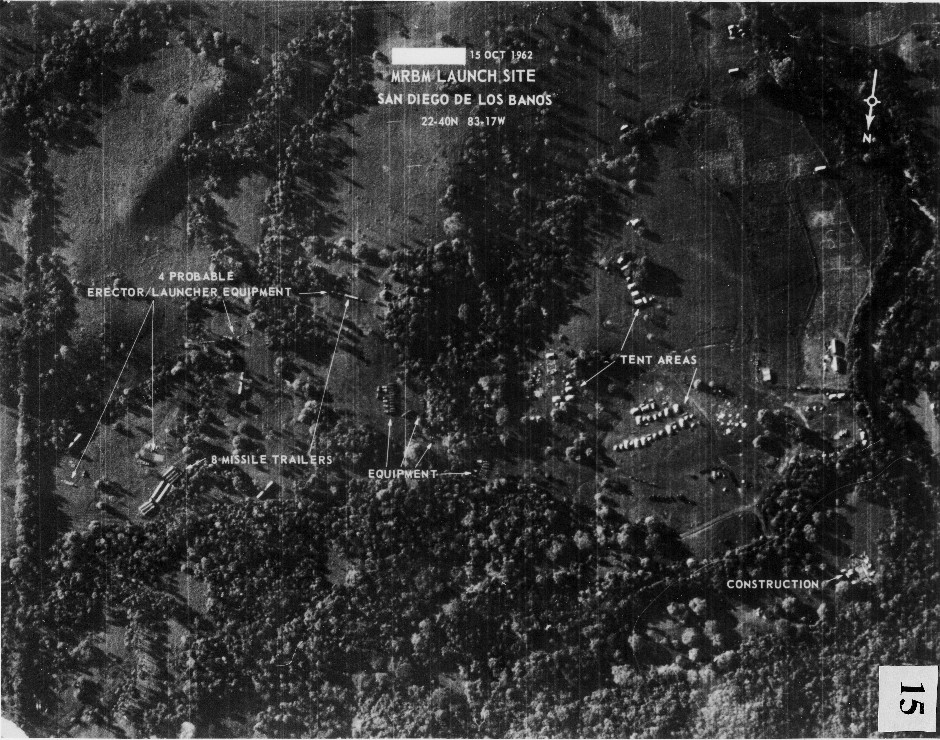 15 OCT 1962
MRBM LAUNCH SITE
SAN DIEGO DE LOS BANOS
22-40N 83-17W
N
4 PROBABLE
ERECTOR/LAUNCHER EQUIPMENT
TENT AREAS
8 MISSILE TRAILERS
EQUIPMENT
CONSTRUCTION
15